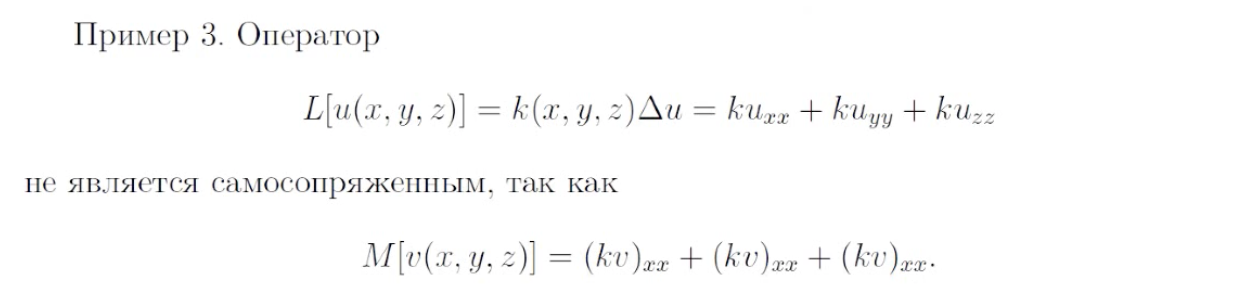 Пример 3. Оператор
L[u(x, y, z)] = k(x, y, z)Δu = ku_{xx} + ku_{yy} + ku_{zz}
не является самосопряженным, так как
M[v(x, y, z)] = (kv)_{xx} + (kv)_{xx} + (kv)_{xx}.